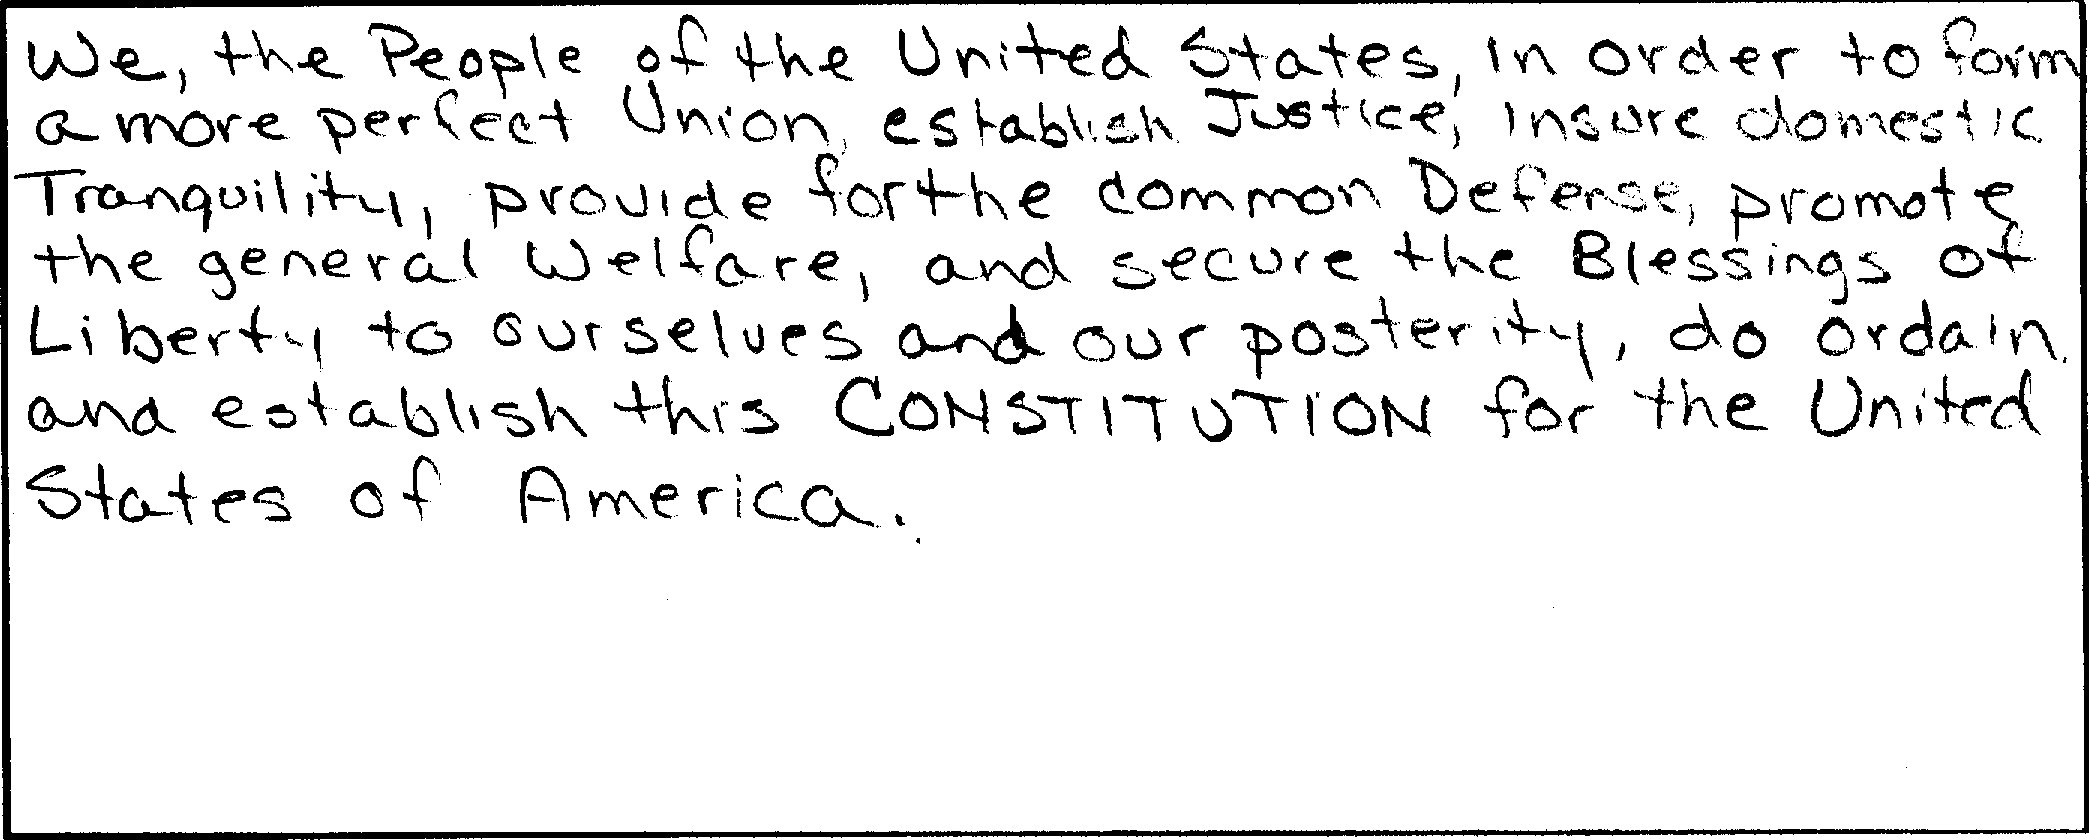 We, the People of the United States, in order to form
a more perfect Union, establish Justice, insure domestic
Tranquility, provide for the common Defense, promote
the general Welfare, and secure the Blessings of
Liberty to ourselves and our posterity, do ordain
and establish this CONSTITUTION for the United
States of America.